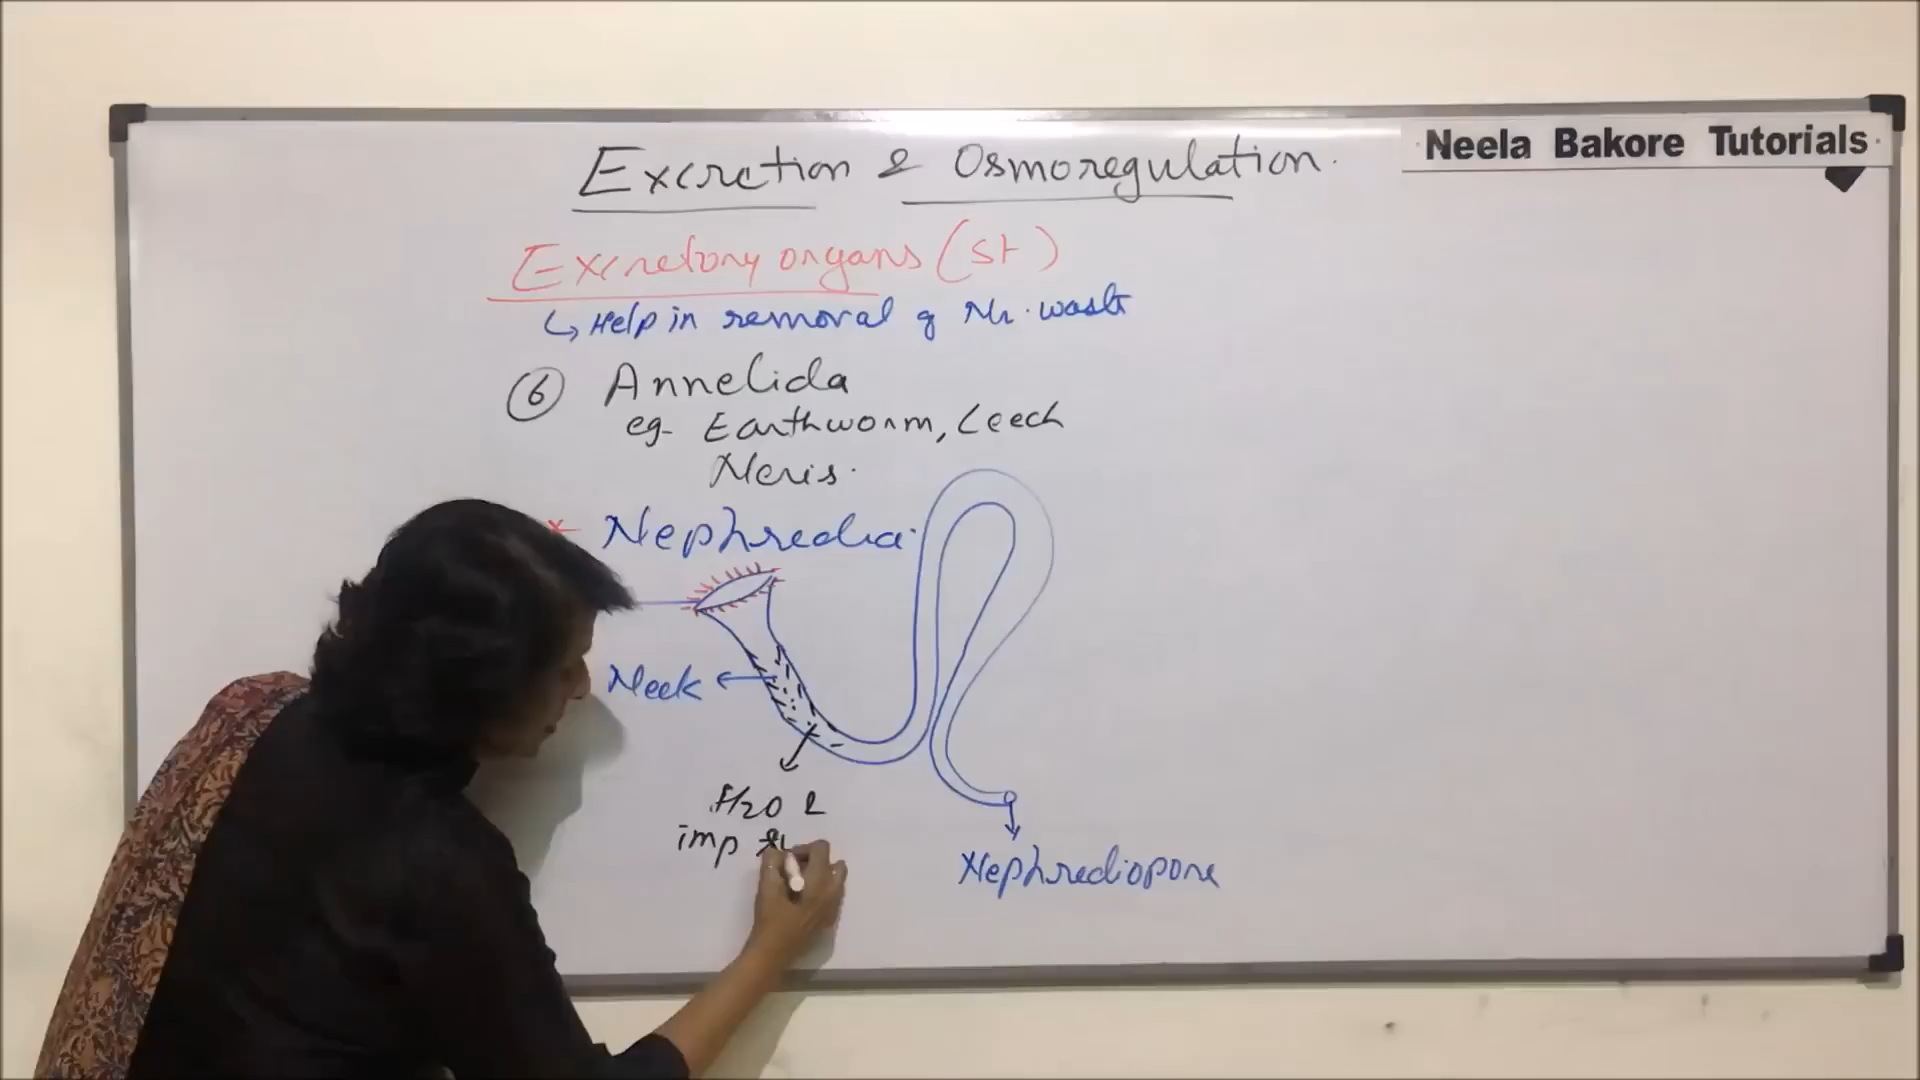 Neela Bakore Tutorials
Excretion & Osmoregulation.
Excretory organs (st)
↳ Help in removal of Ni. waste
⑥ Annelida
eg. Earthworm, Leech
Neris.
* Nephredia
Neck
H2O &
imp
Nephrediopore